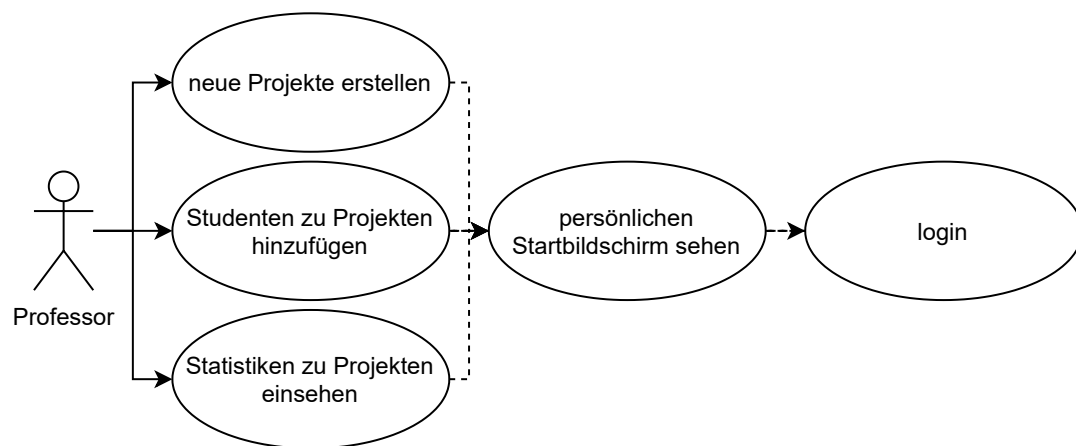 neue Projekte erstellen
Studenten zu Projekten
hinzufügen
persönlichen
Startbildschirm sehen
login
Professor
Statistiken zu Projekten
einsehen